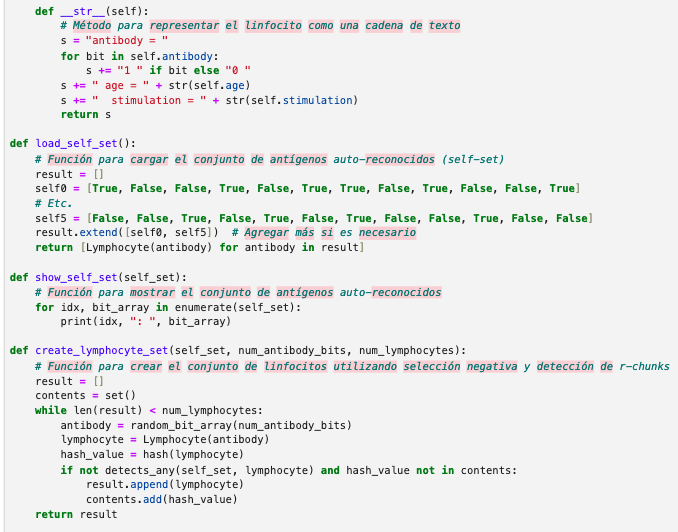 def __str__(self):
        # Método para representar el linfocito como una cadena de texto
        s = "antibody = "
        for bit in self.antibody:
            s += "1 " if bit else "0 "
        s += " age = " + str(self.age)
        s += "  stimulation = " + str(self.stimulation)
        return s

def load_self_set():
    # Función para cargar el conjunto de antígenos auto-reconocidos (self-set)
    result = []
    self0 = [True, False, False, True, False, True, True, False, True, False, False, True]
    # Etc.
    self5 = [False, False, True, False, True, False, True, False, False, True, False, False]
    result.extend([self0, self5])  # Agregar más si es necesario
    return [Lymphocyte(antibody) for antibody in result]

def show_self_set(self_set):
    # Función para mostrar el conjunto de antígenos auto-reconocidos
    for idx, bit_array in enumerate(self_set):
        print(idx, ": ", bit_array)

def create_lymphocyte_set(self_set, num_antibody_bits, num_lymphocytes):
    # Función para crear el conjunto de linfocitos utilizando selección negativa y detección de r-chunks
    result = []
    contents = set()
    while len(result) < num_lymphocytes:
        antibody = random_bit_array(num_antibody_bits)
        lymphocyte = Lymphocyte(antibody)
        hash_value = hash(lymphocyte)
        if not detects_any(self_set, lymphocyte) and hash_value not in contents:
            result.append(lymphocyte)
            contents.add(hash_value)
    return result